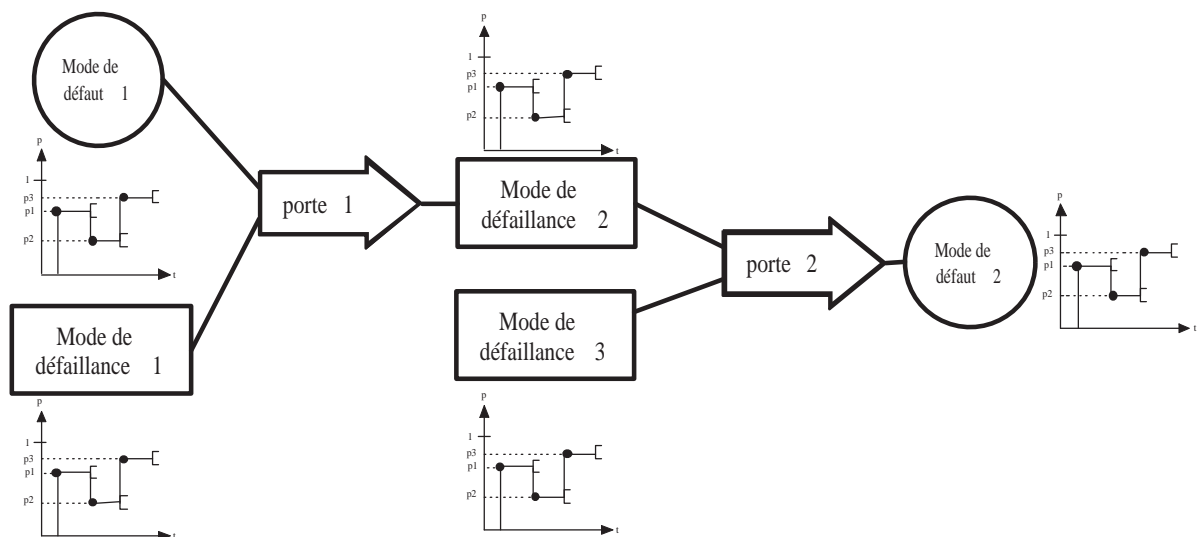 Mode de
défaut 1
p
1
p3
p1
p2
t
Mode de
défaillance 1
p
1
p3
p1
p2
t
porte 1
p
1
p3
p1
p2
t
Mode de
défaillance 2
Mode de
défaillance 3
p
1
p3
p1
p2
t
porte 2
Mode de
défaut 2
p
1
p3
p1
p2
t